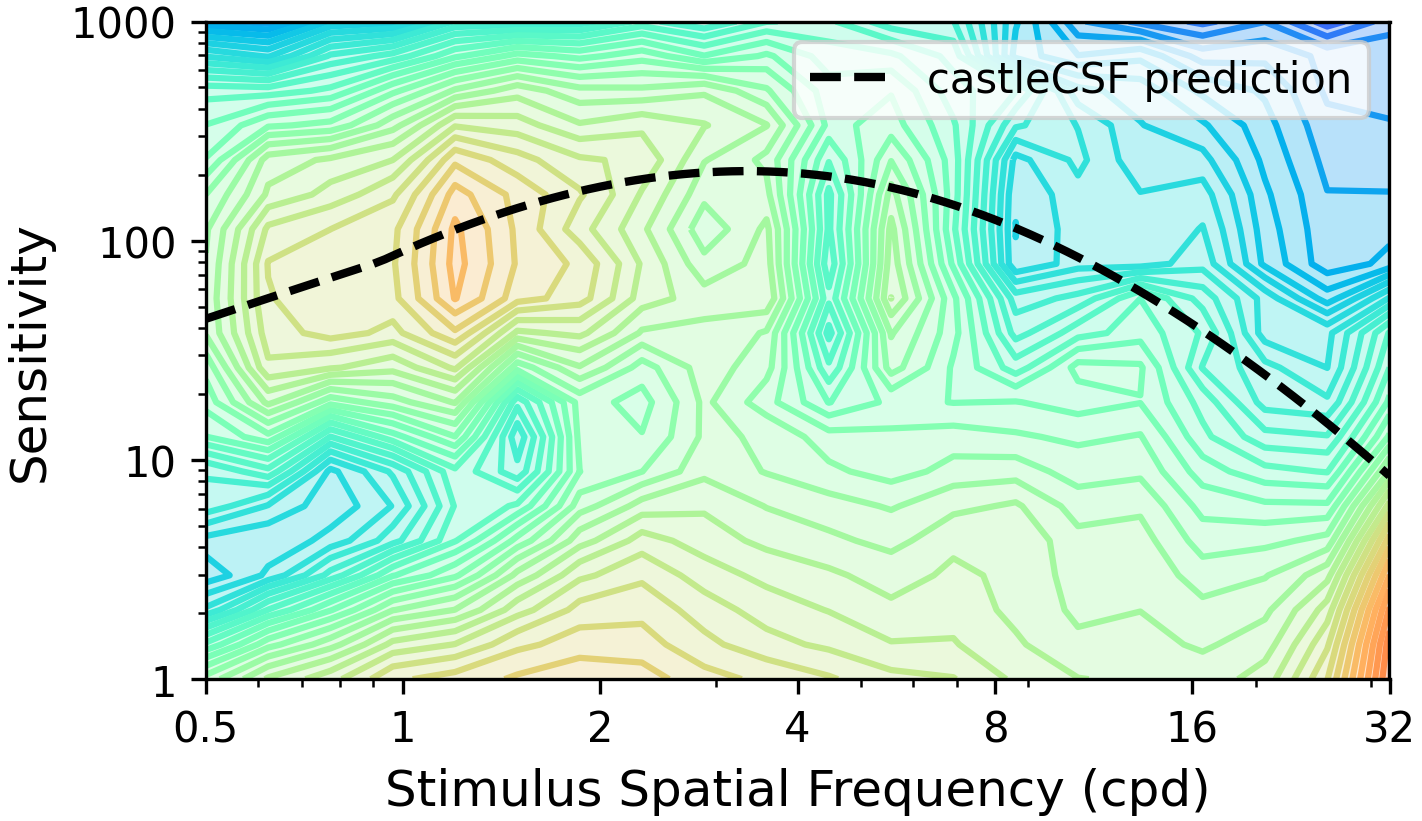 1000
100
10
1
Sensitivity
castleCSF prediction
0.5 1 2 4 8 16 32
Stimulus Spatial Frequency (cpd)